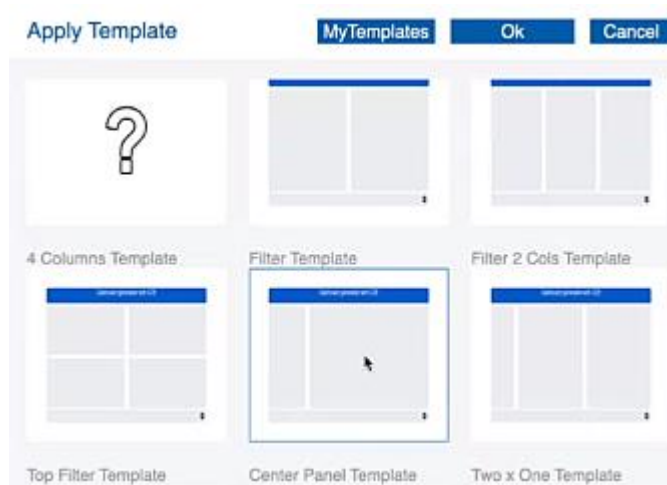 Apply Template
MyTemplates
Ok
Cancel
?
4 Columns Template
Filter Template
Filter 2 Cols Template
Top Filter Template
Center Panel Template
Two x One Template